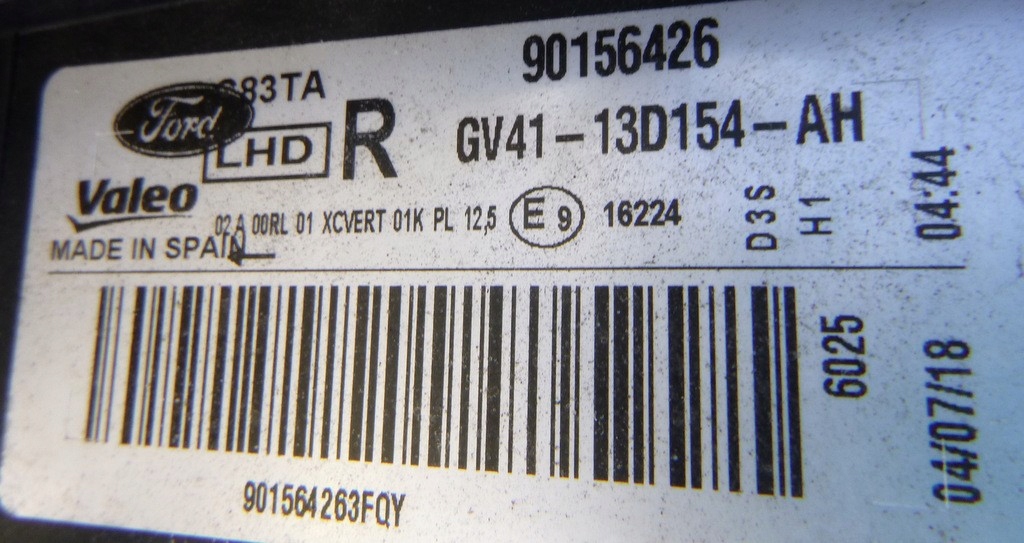 90156426
83TA
Ford
LHD R GV41-13D154-AH
Valeo
02 A 00RL 01 XCVERT 01K PL 12,5 E 9 16224
MADE IN SPAIN
D3S
H1
04:44
6025
04/07/18
901564263FQY